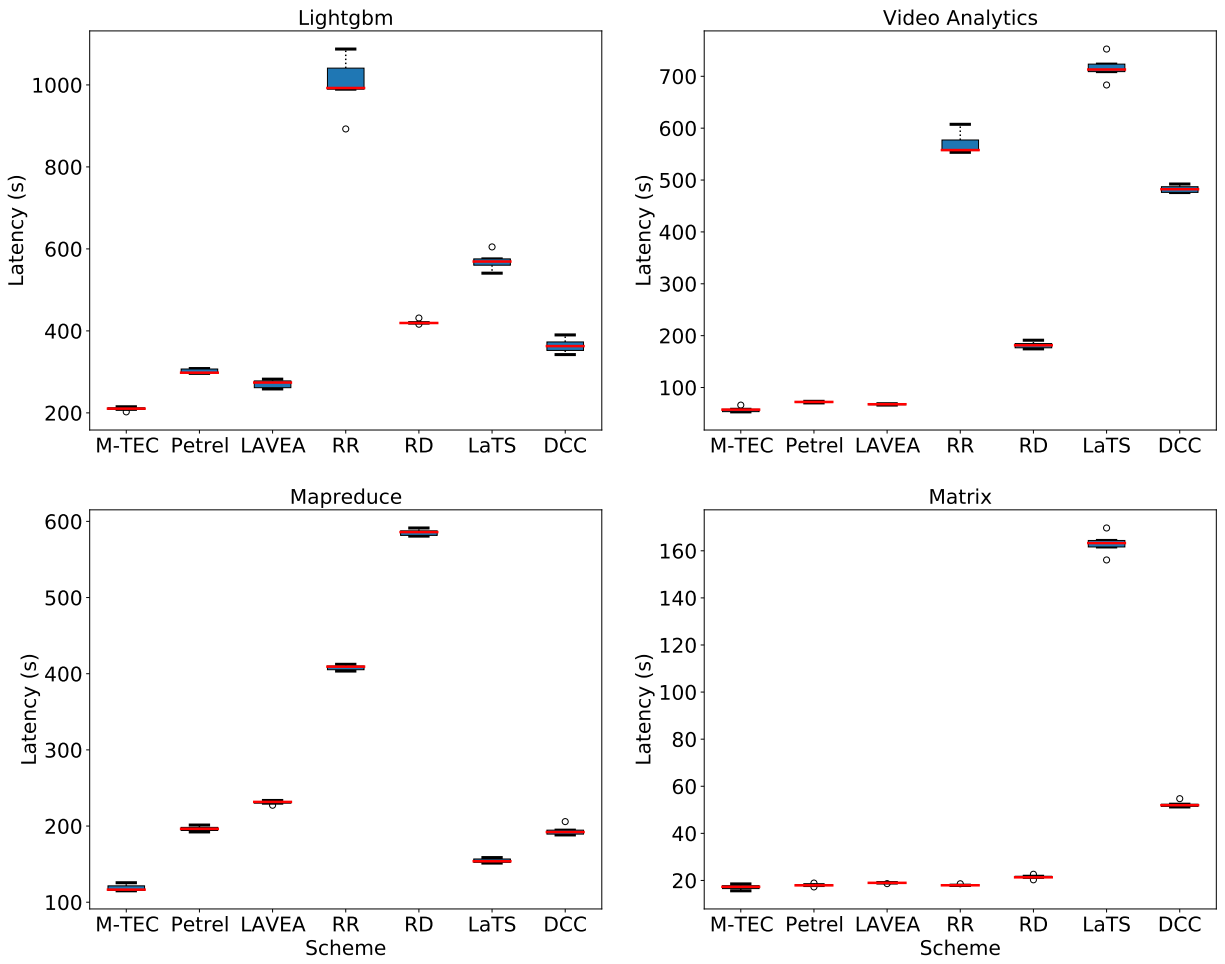 Lightgbm
Latency (s)
1000
800
600
400
200
M-TEC Petrel LAVEA RR RD LaTS DCC
Video Analytics
Latency (s)
700
600
500
400
300
200
100
M-TEC Petrel LAVEA RR RD LaTS DCC
Mapreduce
Latency (s)
600
500
400
300
200
100
M-TEC Petrel LAVEA RR RD LaTS DCC
Scheme
Matrix
Latency (s)
160
140
120
100
80
60
40
20
M-TEC Petrel LAVEA RR RD LaTS DCC
Scheme